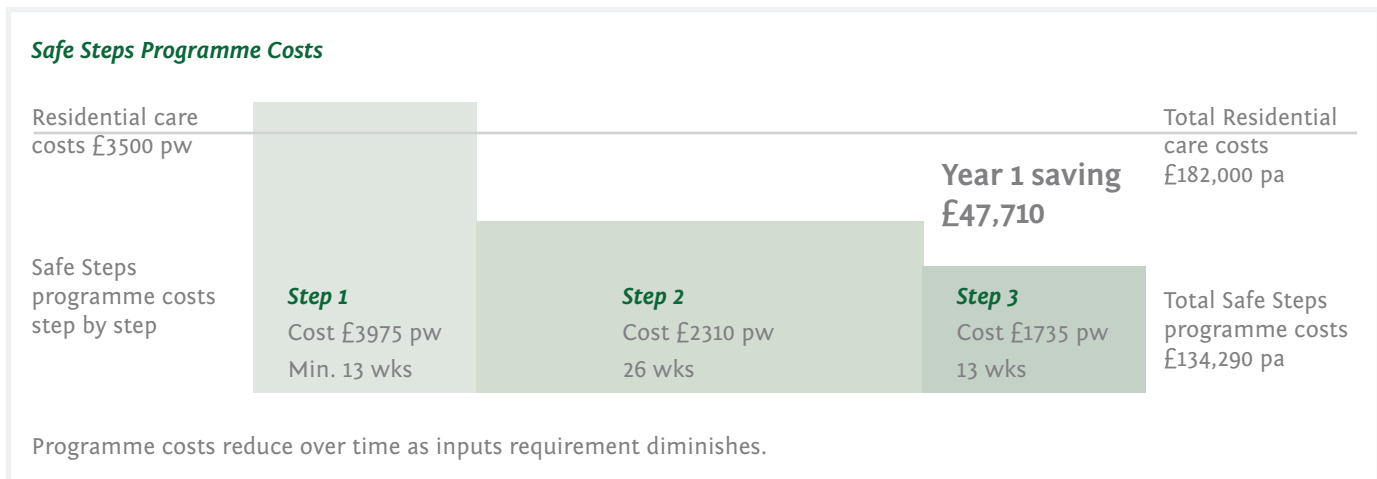 Safe Steps Programme Costs
Residential care
costs £3500 pw
Total Residential
care costs
£182,000 pa
Year 1 saving
£47,710
Safe Steps
programme costs
step by step
Step 1
Cost £3975 pw
Min. 13 wks
Step 2
Cost £2310 pw
26 wks
Step 3
Cost £1735 pw
13 wks
Total Safe Steps
programme costs
£134,290 pa
Programme costs reduce over time as inputs requirement diminishes.